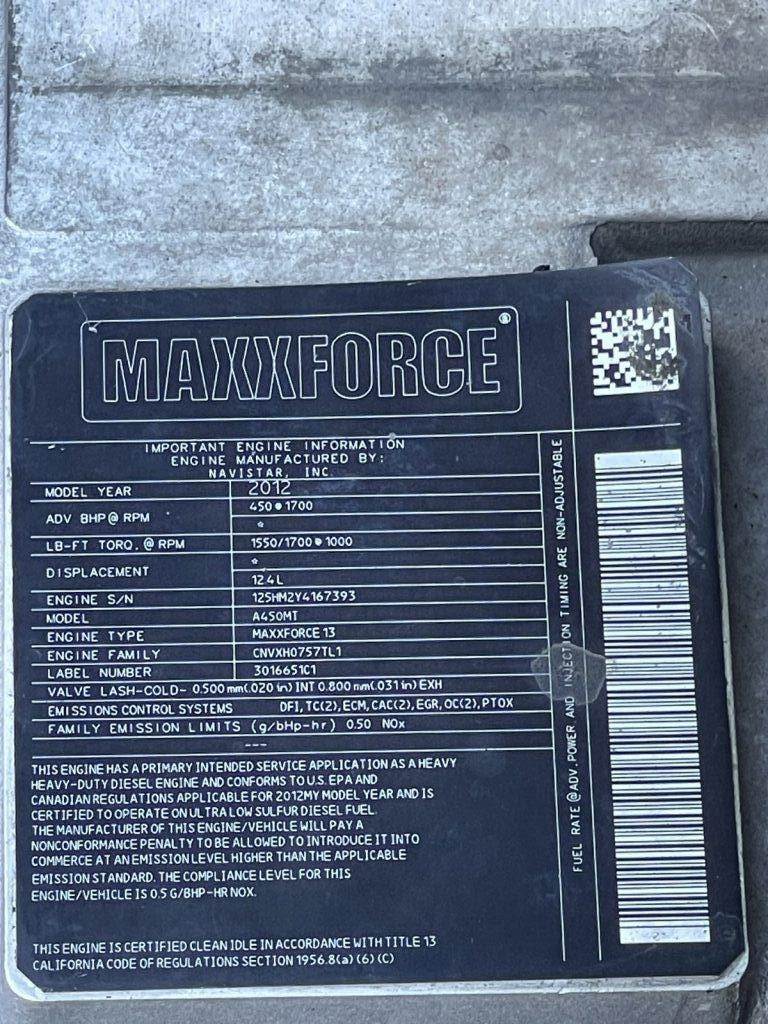 MAXXFORCE®
IMPORTANT ENGINE INFORMATION
ENGINE MANUFACTURED BY:
NAVISTAR, INC.
MODEL YEAR 2012
ADV BHP@RPM 450@1700
*
LB-FT TORQ.@RPM 1550/1700@1000
*
DISPLACEMENT 12.4L
ENGINE S/N 125HM2Y4167393
MODEL A450MT
ENGINE TYPE MAXXFORCE 13
ENGINE FAMILY CNVXH0757TL1
LABEL NUMBER 3016651C1
VALVE LASH-COLD- 0.500 mm(.020 in) INT 0.800 mm(.031 in) EXH
EMISSIONS CONTROL SYSTEMS DFI, TC(2), ECM, CAC(2), EGR, OC(2), PTOX
FAMILY EMISSION LIMITS (g/bHp-hr) 0.50 NOx
---
THIS ENGINE HAS A PRIMARY INTENDED SERVICE APPLICATION AS A HEAVY
HEAVY-DUTY DIESEL ENGINE AND CONFORMS TO U.S. EPA AND
CANADIAN REGULATIONS APPLICABLE FOR 2012MY MODEL YEAR AND IS
CERTIFIED TO OPERATE ON ULTRA LOW SULFUR DIESEL FUEL.
THE MANUFACTURER OF THIS ENGINE/VEHICLE WILL PAY A
NONCONFORMANCE PENALTY TO BE ALLOWED TO INTRODUCE IT INTO
COMMERCE AT AN EMISSION LEVEL HIGHER THAN THE APPLICABLE
EMISSION STANDARD. THE COMPLIANCE LEVEL FOR THIS
ENGINE/VEHICLE IS 0.5 G/BHP-HR NOX.
THIS ENGINE IS CERTIFIED CLEAN IDLE IN ACCORDANCE WITH TITLE 13
CALIFORNIA CODE OF REGULATIONS SECTION 1956.8(a)(6)(C)
FUEL RATE @ADV.POWER AND INJECTION TIMING ARE NON-ADJUSTABLE